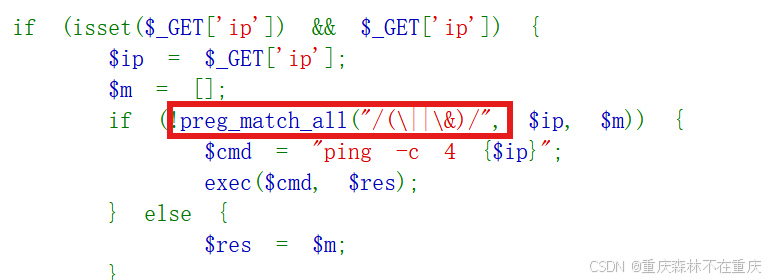 if (isset($_GET['ip']) && $_GET['ip']) {
$ip = $_GET['ip'];
$m = [];
if (!preg_match_all("/(\||\&)/", $ip, $m)) {
$cmd = "ping -c 4 {$ip}";
exec($cmd, $res);
} else {
$res = $m;
}
CSDN @重庆森林不在重庆